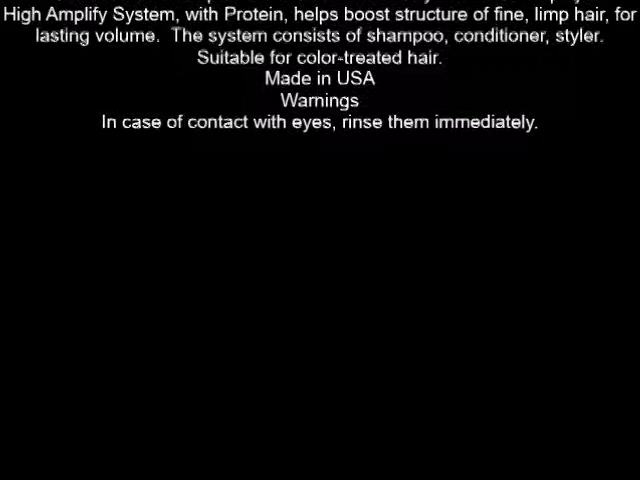 High Amplify System, with Protein, helps boost structure of fine, limp hair, for
lasting volume.  The system consists of shampoo, conditioner, styler.
Suitable for color-treated hair.
Made in USA
Warnings
In case of contact with eyes, rinse them immediately.